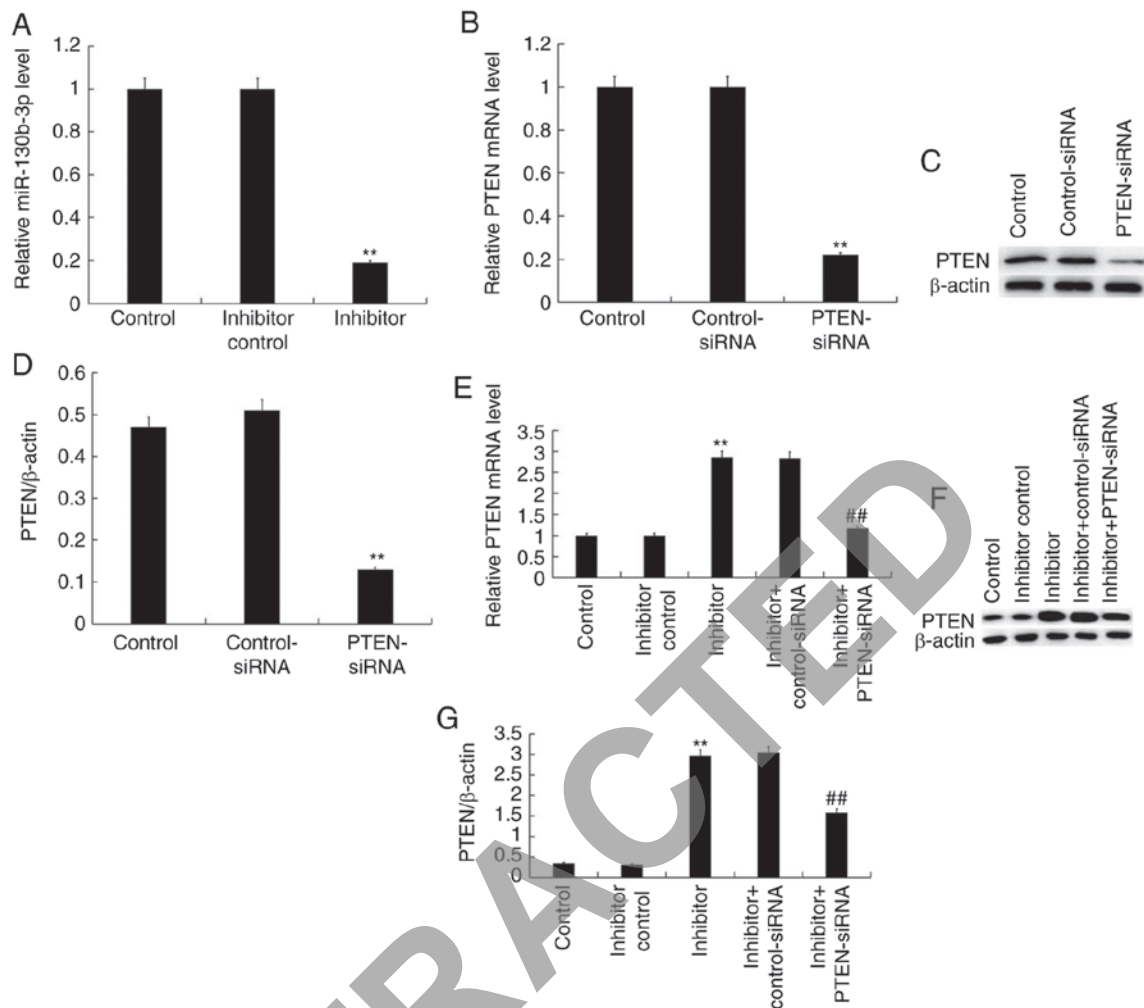 A
Relative miR-130b-3p level
1.2
1
0.8
0.6
0.4
0.2
0
**
Control
Inhibitor
control
Inhibitor
B
Relative PTEN mRNA level
1.2
1
0.8
0.6
0.4
0.2
0
**
Control
Control-
siRNA
PTEN-
siRNA
C
Control
Control-siRNA
PTEN-siRNA
PTEN
β-actin
D
PTEN/β-actin
0.6
0.5
0.4
0.3
0.2
0.1
0
**
Control
Control-
siRNA
PTEN-
siRNA
E
Relative PTEN mRNA level
3.5
3
2.5
2
1.5
1
0.5
0
**
##
Control
Inhibitor
control
Inhibitor
Inhibitor+
control-siRNA
Inhibitor+
PTEN-siRNA
F
Control
Inhibitor control
Inhibitor
Inhibitor+control-siRNA
Inhibitor+PTEN-siRNA
PTEN
β-actin
G
PTEN/β-actin
3.5
3
2.5
2
1.5
1
0.5
0
**
##
Control
Inhibitor
control
Inhibitor
Inhibitor+
control-siRNA
Inhibitor+
PTEN-siRNA
RACTED